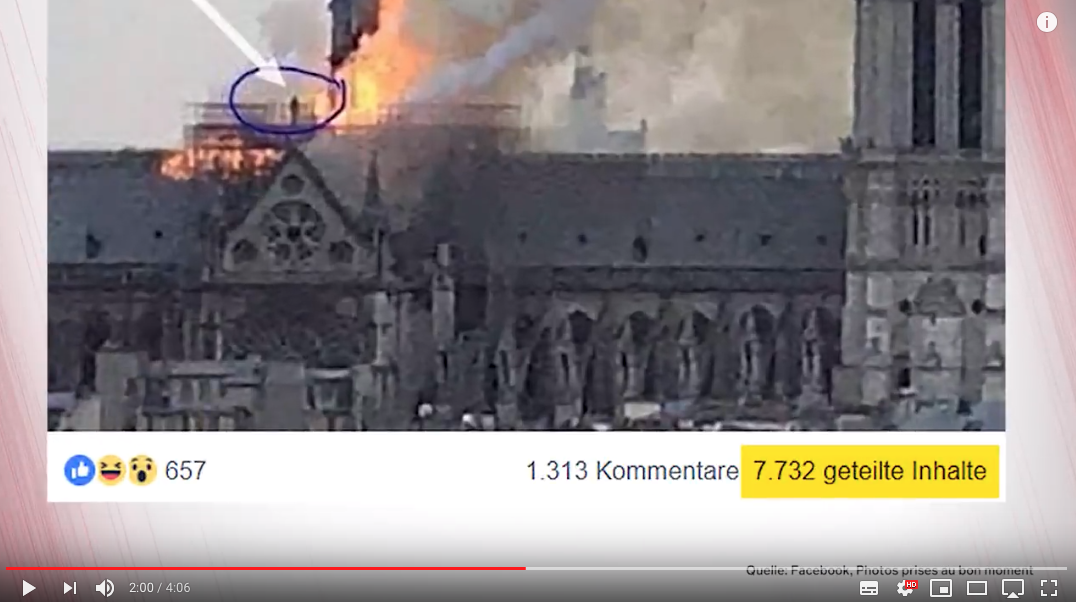 657
1.313 Kommentare 7.732 geteilte Inhalte
Quelle: Facebook, Photos prises au bon moment
2:00 / 4:06
HD